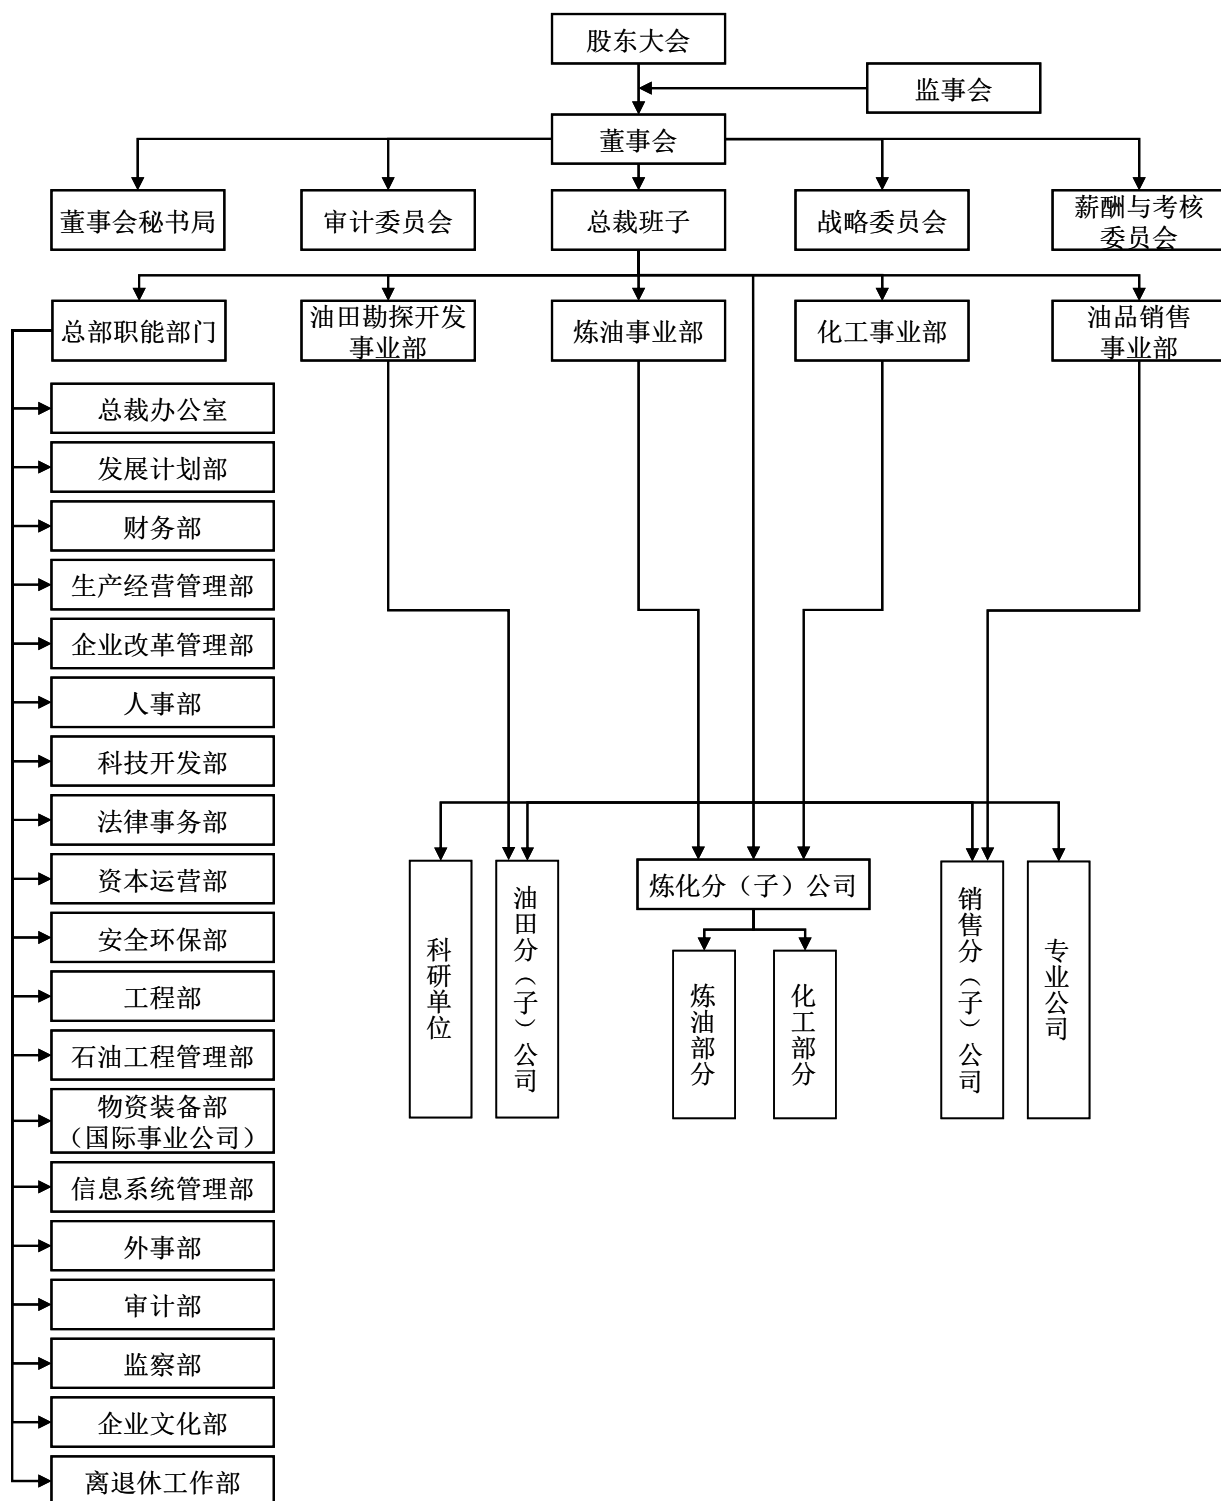 股东大会
监事会
董事会
董事会秘书局
审计委员会
总裁班子
战略委员会
薪酬与考核
委员会
总部职能部门
油田勘探开发
事业部
炼油事业部
化工事业部
油品销售
事业部
总裁办公室
发展计划部
财务部
生产经营管理部
企业改革管理部
人事部
科技开发部
法律事务部
资本运营部
安全环保部
工程部
石油工程管理部
物资装备部
（国际事业公司）
信息系统管理部
外事部
审计部
监察部
企业文化部
离退休工作部
科研单位
油田分（子）公司
炼化分（子）公司
炼油部分
化工部分
销售分（子）公司
专业公司